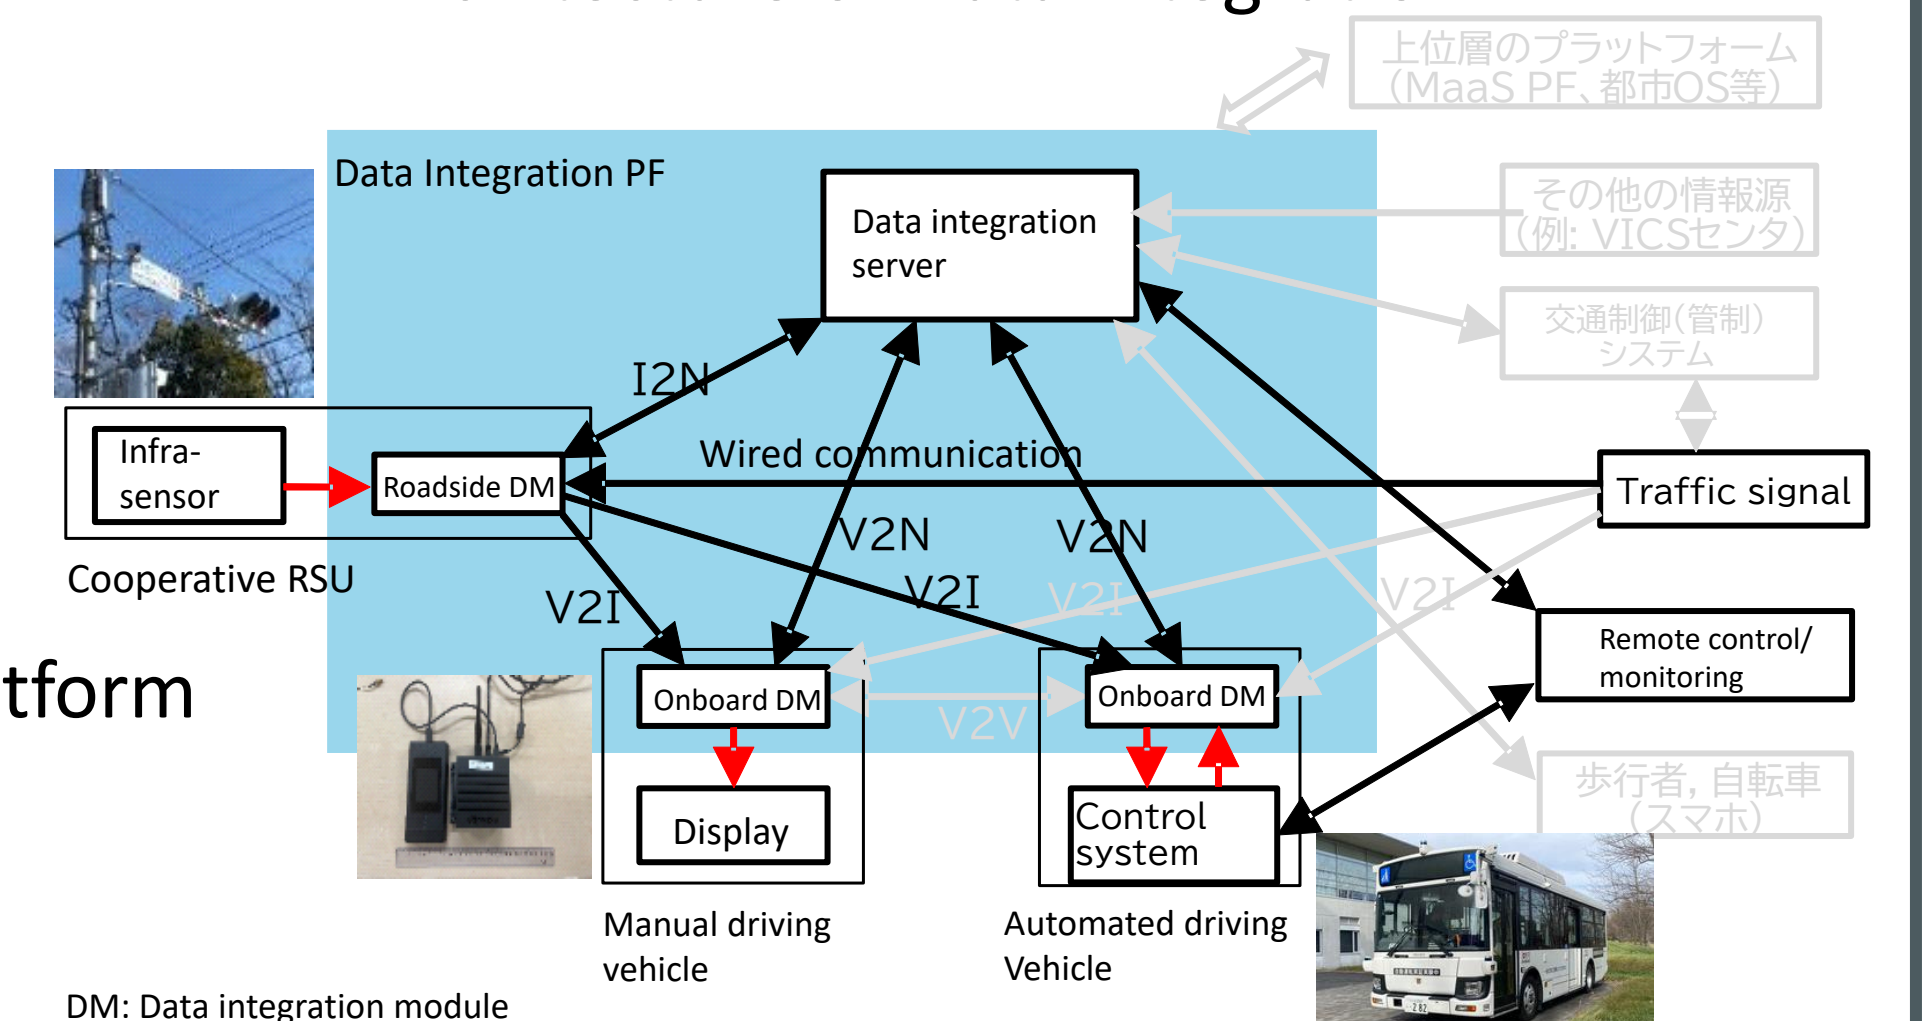 上位層のプラットフォーム
(MaaS PF、都市OS等)
Data Integration PF
Data integration
server
その他の情報源
(例: VICSセンタ)
交通制御(管制)
システム
I2N
Infra-
sensor
Roadside DM
Wired communication
Traffic signal
Cooperative RSU
V2N
V2N
V2I
V2I
V2I
V2I
Remote control/
monitoring
tform
Onboard DM
Onboard DM
V2V
歩行者, 自転車
(スマホ)
Display
Control
system
Manual driving
vehicle
Automated driving
Vehicle
DM: Data integration module